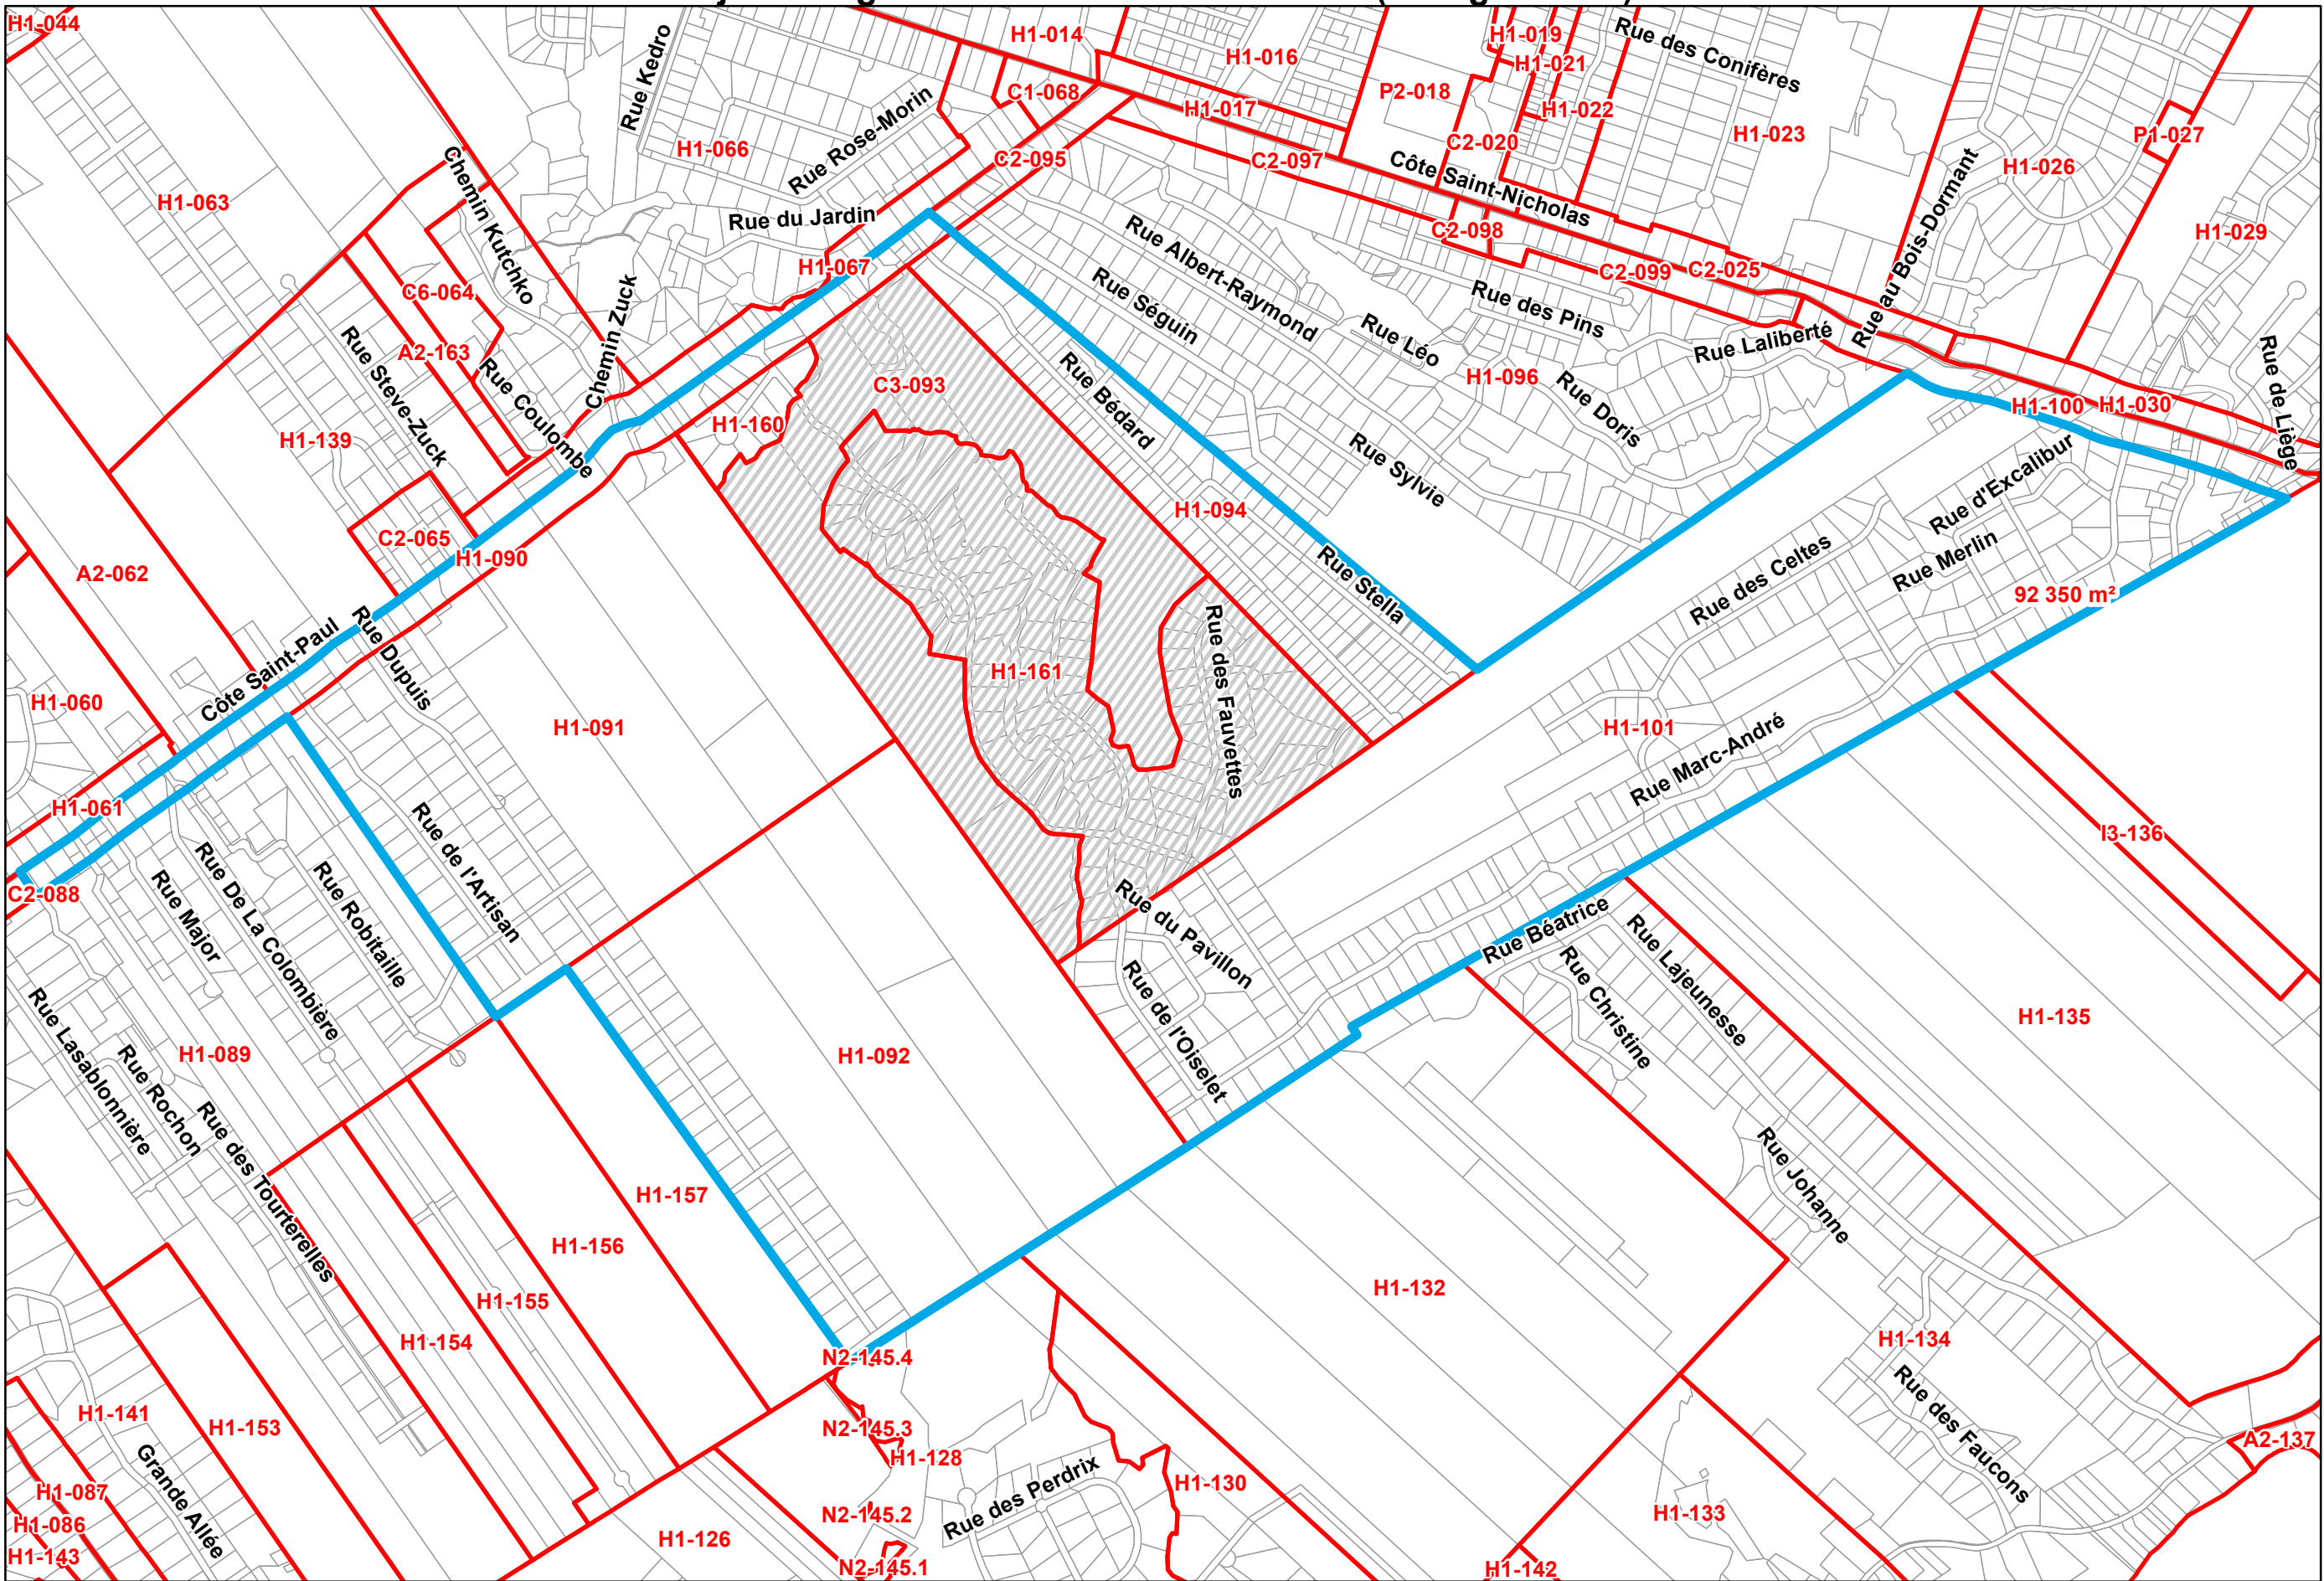 H1-044
H1-014
H1-016
H1-019
Rue des Conifères
H1-021
Rue Kedro
C1-068
P2-018
H1-017
H1-022
H1-023
P1-027
Rue Rose-Morin
H1-066
C2-020
C2-095
C2-097
Côte Saint-Nicholas
H1-026
Chemin Kutchko
H1-063
Rue du Jardin
C2-098
Rue au Bois-Dormant
H1-029
H1-067
Rue Albert-Raymond
C2-099
C2-025
C6-064
Rue Séguin
Rue des Pins
Chemin Zuck
Rue Léo
Rue Laliberté
A2-163
Rue Steve-Zuck
C3-093
H1-096
Rue de Liège
Rue Coulombe
Rue Bédard
Rue Doris
H1-100
H1-030
H1-160
H1-139
Rue Sylvie
Rue d'Excalibur
H1-094
C2-065
H1-090
A2-062
Rue Stella
Rue des Celtes
Rue Merlin
92 350 m²
Côte Saint-Paul
Rue Dupuis
H1-161
Rue des Fauvettes
H1-060
H1-091
H1-101
Rue Marc-André
H1-061
I3-136
Rue de l'Artisan
C2-088
Rue Major
Rue De La Colombière
Rue Robitaille
Rue du Pavillon
Rue Béatrice
Rue Lajeunesse
Rue Christine
Rue de l'Oiselet
H1-135
Rue Lasablonnière
H1-089
H1-092
Rue Rochon
Rue des Tourterelles
H1-157
Rue Johanne
H1-156
H1-132
H1-155
H1-154
H1-134
N2-145.4
Rue des Faucons
H1-141
H1-153
N2-145.3
H1-128
A2-137
Grande Allée
H1-087
H1-130
Rue des Perdrix
N2-145.2
H1-133
H1-086
H1-126
H1-143
N2-145.1
H1-142